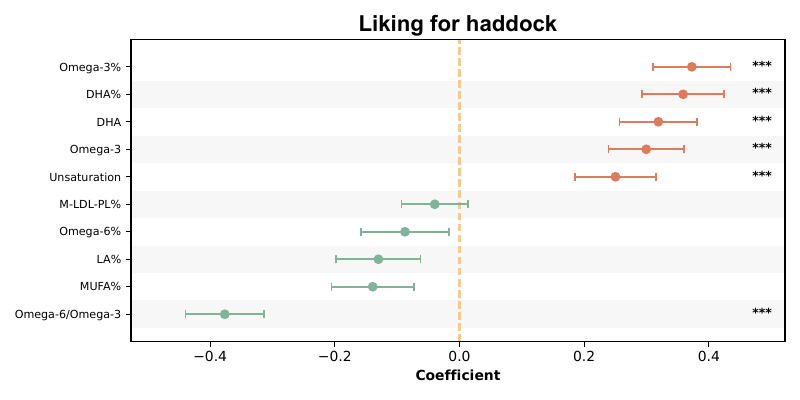 Liking for haddock
Omega-3% ***
DHA% ***
DHA ***
Omega-3 ***
Unsaturation ***
M-LDL-PL%
Omega-6%
LA%
MUFA%
Omega-6/Omega-3 ***
−0.4 −0.2 0.0 0.2 0.4
Coefficient